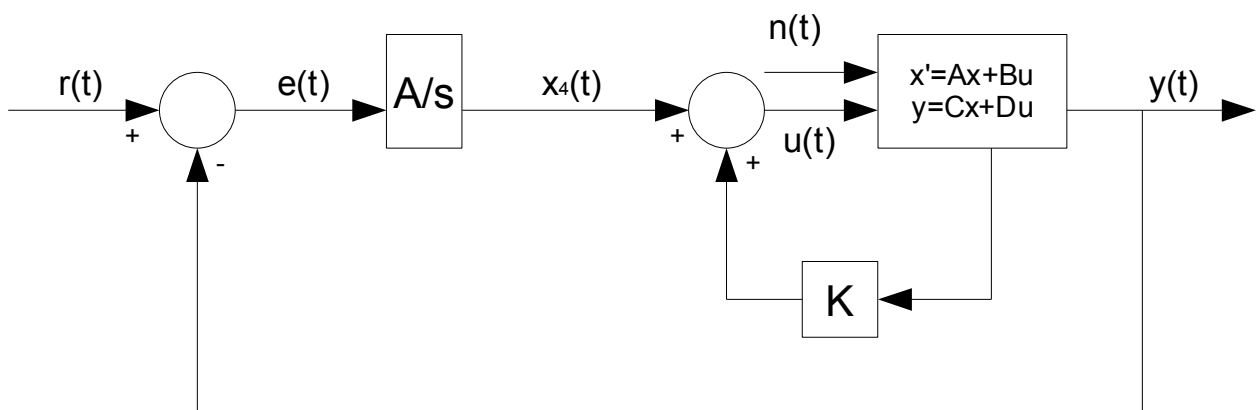 n(t)
r(t)
e(t)
A/s
x₄(t)
x'=Ax+Bu
y=Cx+Du
y(t)
+
+
u(t)
-
+
K